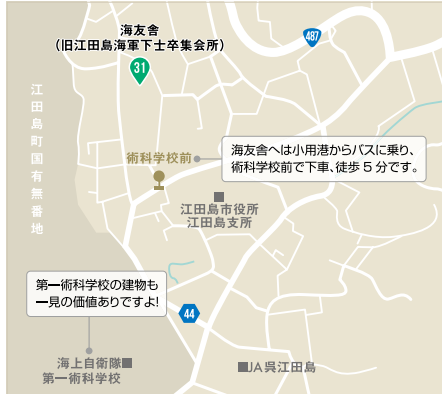 海友舎
（旧江田島海軍下士卒集会所）
31
487
江田島町国有無番地
術科学校前
海友舎へは小用港からバスに乗り、
術科学校前で下車、徒歩5分です。
江田島市役所
江田島支所
第一術科学校の建物も
一見の価値ありですよ!
44
海上自衛隊
第一術科学校
JA呉江田島